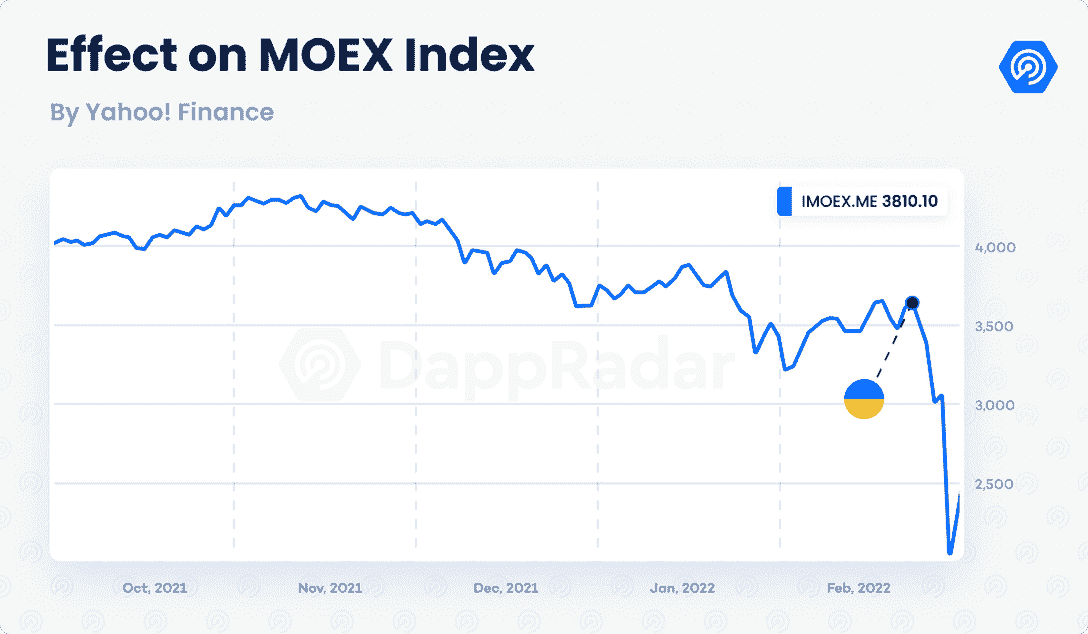 Effect on MOEX Index
By Yahoo! Finance
IMOEX.ME 3810.10
4,000
3,500
DappRadar
3,000
2,500
Oct, 2021 Nov, 2021 Dec, 2021 Jan, 2022 Feb, 2022